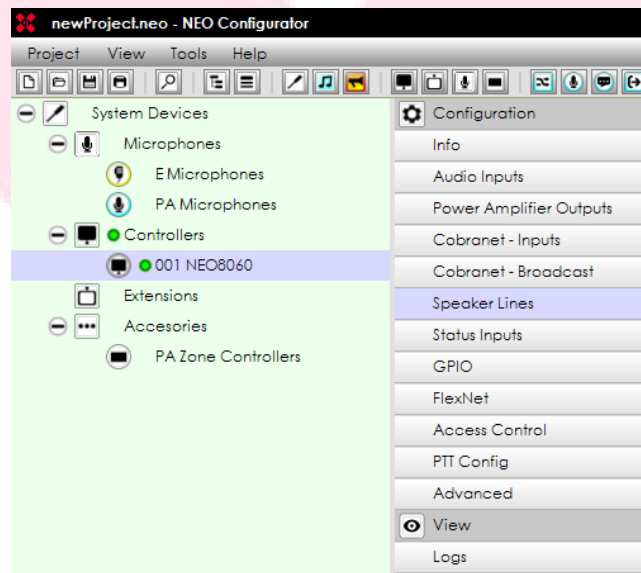 newProject.neo - NEO Configurator
Project View Tools Help
System Devices
Microphones
E Microphones
PA Microphones
Controllers
001 NEO8060
Extensions
Accesories
PA Zone Controllers
Configuration
Info
Audio Inputs
Power Amplifier Outputs
Cobranet - Inputs
Cobranet - Broadcast
Speaker Lines
Status Inputs
GPIO
FlexNet
Access Control
PTT Config
Advanced
View
Logs